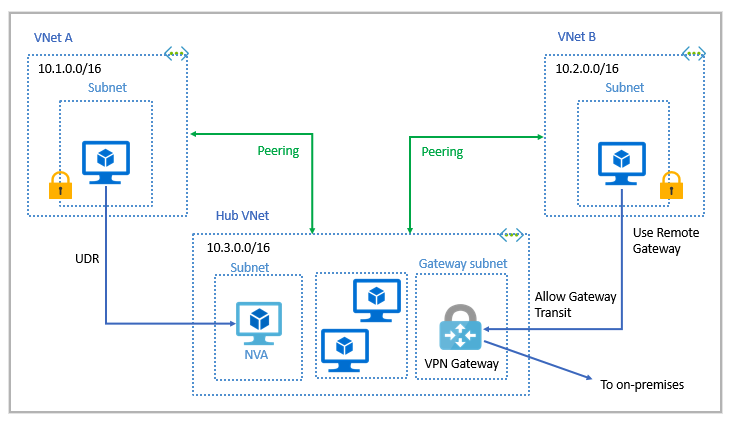 VNet A
VNet B
10.1.0.0/16
Subnet
10.2.0.0/16
Subnet
Peering
Peering
Hub VNet
10.3.0.0/16
UDR
Use Remote
Gateway
Subnet
Gateway subnet
Allow Gateway
Transit
NVA
VPN Gateway
To on-premises